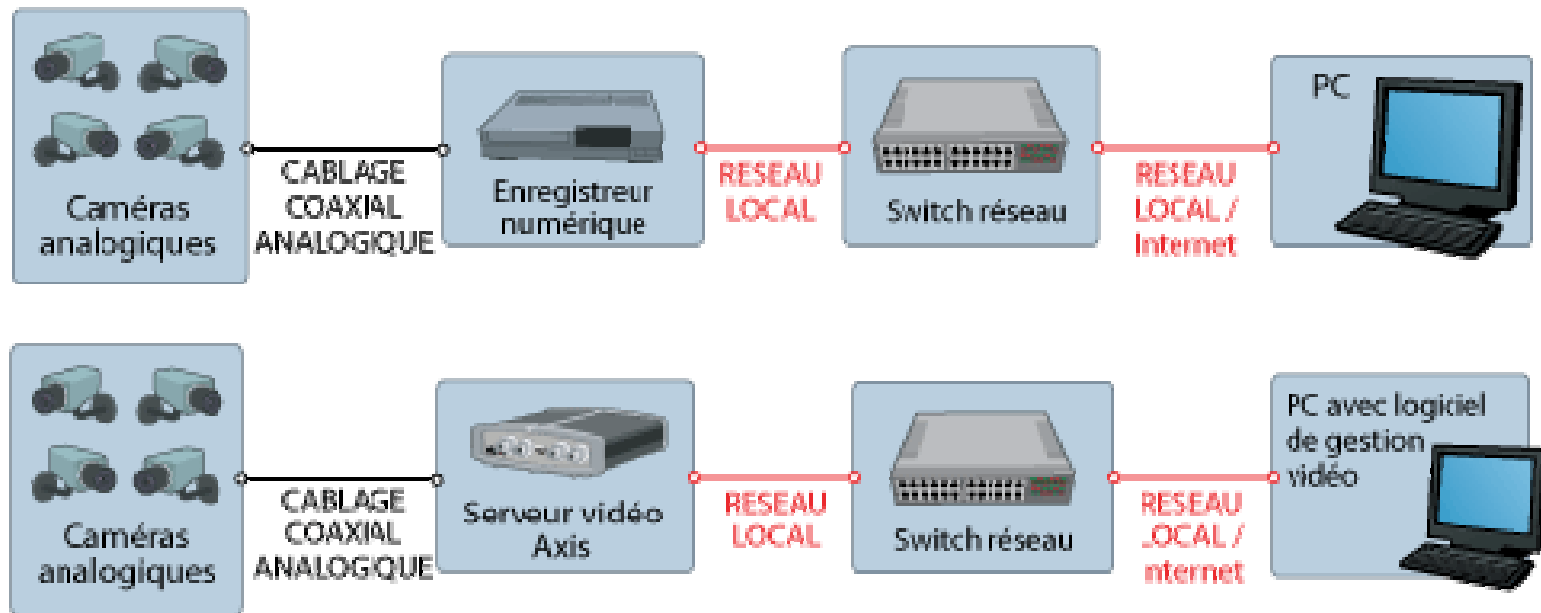 Caméras
analogiques
CABLAGE
COAXIAL
ANALOGIQUE
Enregistreur
numérique
RESEAU
LOCAL
Switch réseau
RESEAU
LOCAL /
Internet
PC
Caméras
analogiques
CABLAGE
COAXIAL
ANALOGIQUE
Serveur vidéo
Axis
RESEAU
LOCAL
Switch réseau
RESEAU
LOCAL /
Internet
PC avec logiciel
de gestion
vidéo